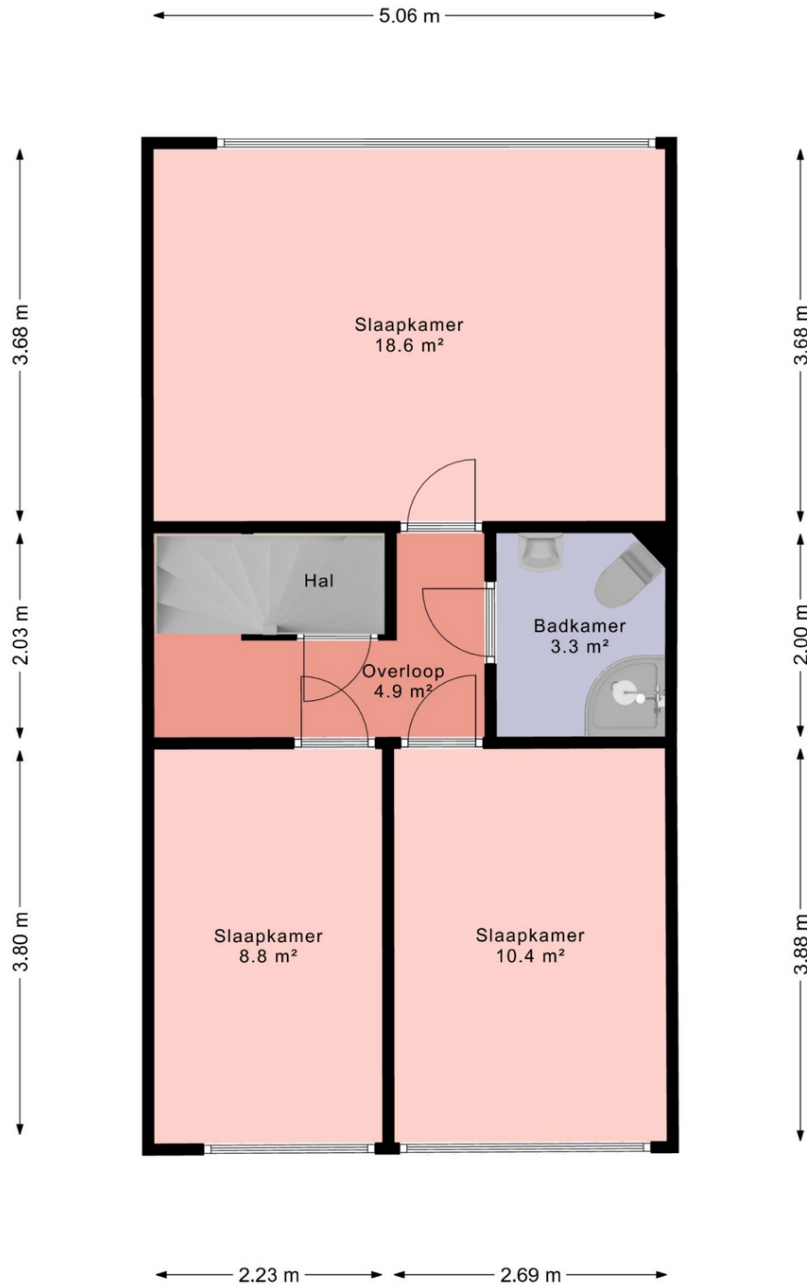 5.06 m
3.68 m
3.68 m
Slaapkamer
18.6 m²
Hal
2.03 m
2.00 m
Badkamer
3.3 m²
Overloop
4.9 m²
3.80 m
3.88 m
Slaapkamer
8.8 m²
Slaapkamer
10.4 m²
2.23 m
2.69 m